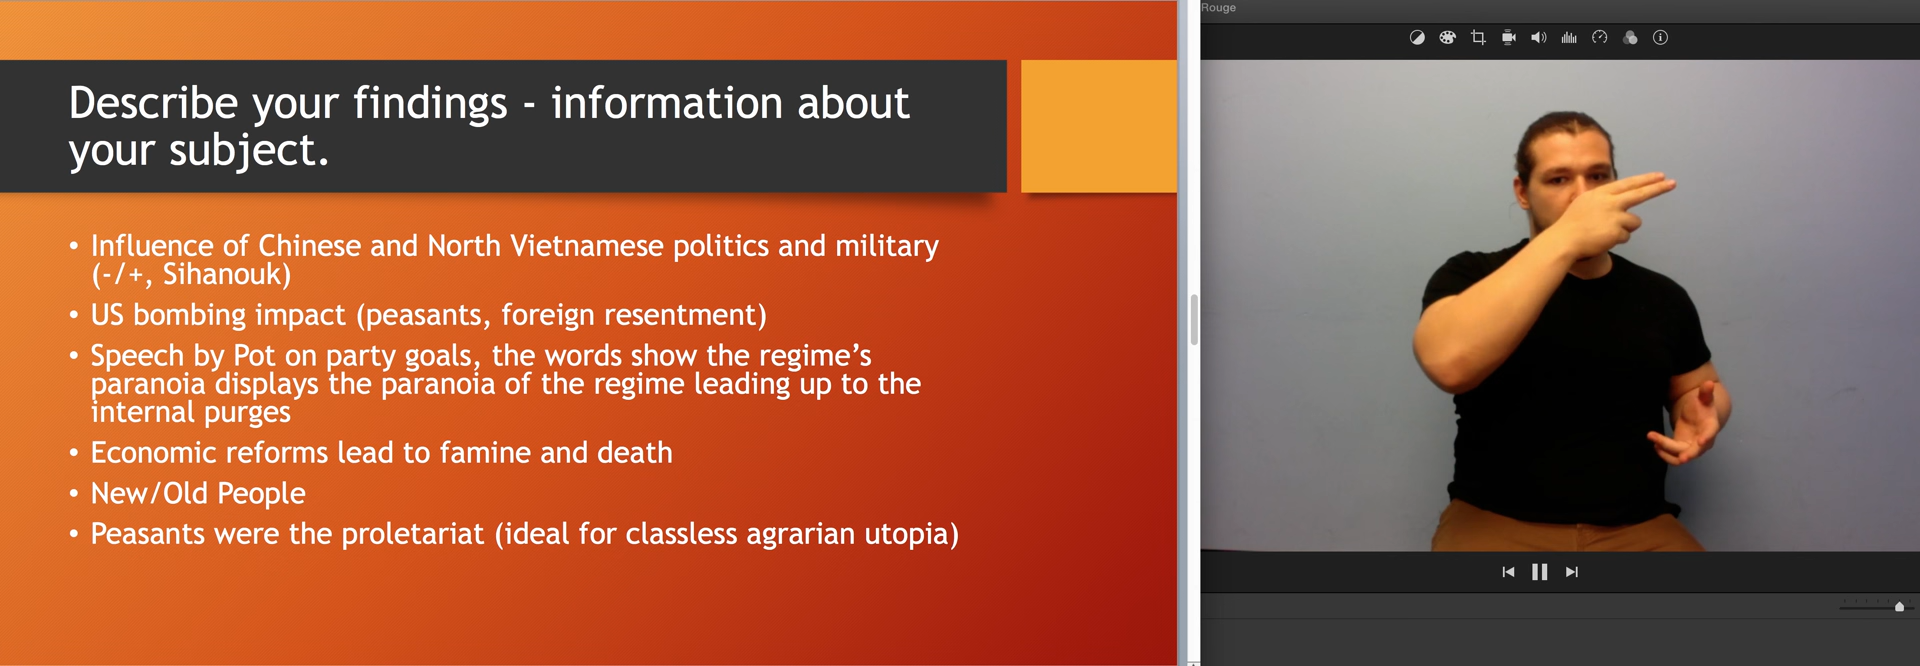 Describe your findings - information about
your subject.
• Influence of Chinese and North Vietnamese politics and military
(-/+, Sihanouk)
• US bombing impact (peasants, foreign resentment)
• Speech by Pot on party goals, the words show the regime’s
paranoia displays the paranoia of the regime leading up to the
internal purges
• Economic reforms lead to famine and death
• New/Old People
• Peasants were the proletariat (ideal for classless agrarian utopia)
Rouge